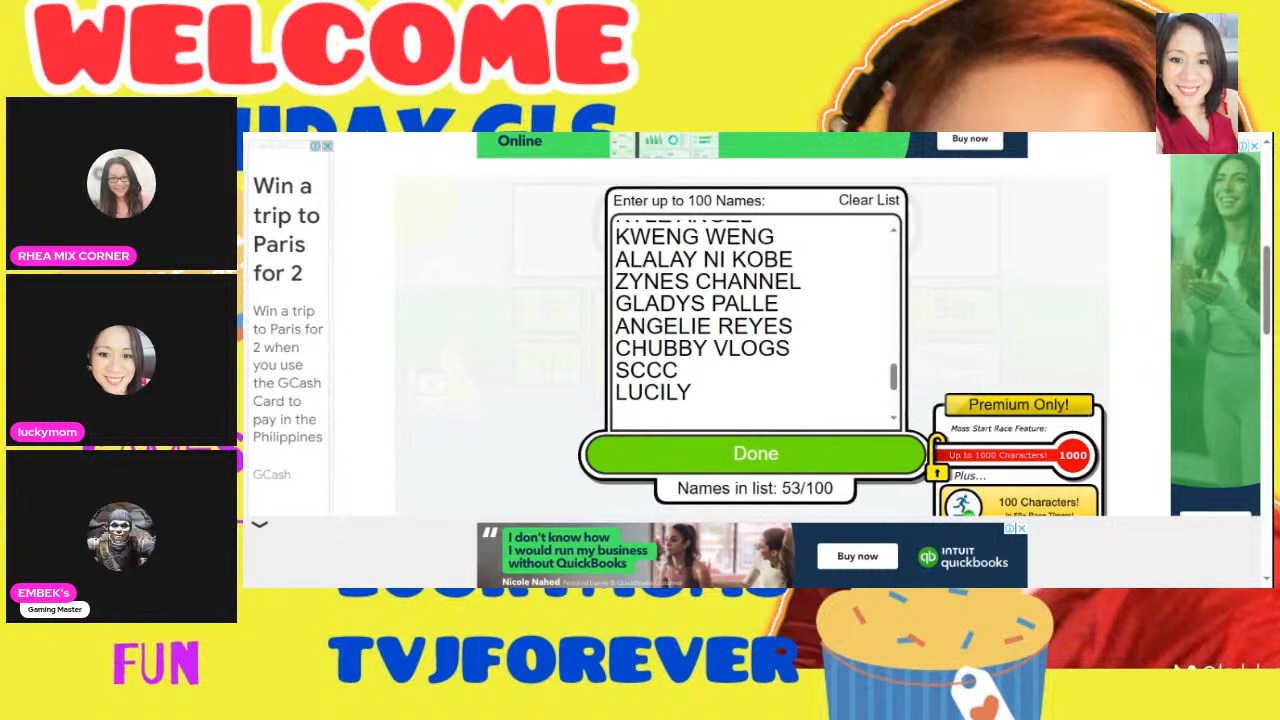 WELCOME
RHEA MIX CORNER
luckymom
EMBEK's
Gaming Master
FUN
Online
Buy now
Win a
trip to
Paris
for 2
Win a trip
to Paris for
2 when
you use
the GCash
Card to
pay in the
Philippines
GCash
Enter up to 100 Names:
Clear List
KWENG WENG
ALALAY NI KOBE
ZYNES CHANNEL
GLADYS PALLE
ANGELIE REYES
CHUBBY VLOGS
SCCC
LUCILY
Done
Names in list: 53/100
Premium Only!
Mass Start Race Feature:
Up to 1000 Characters!
1000
Plus...
100 Characters!
I don't know how
I would run my business
without QuickBooks
Nicole Nahed
Buy now
INTUIT
quickbooks
TVJFOREVER